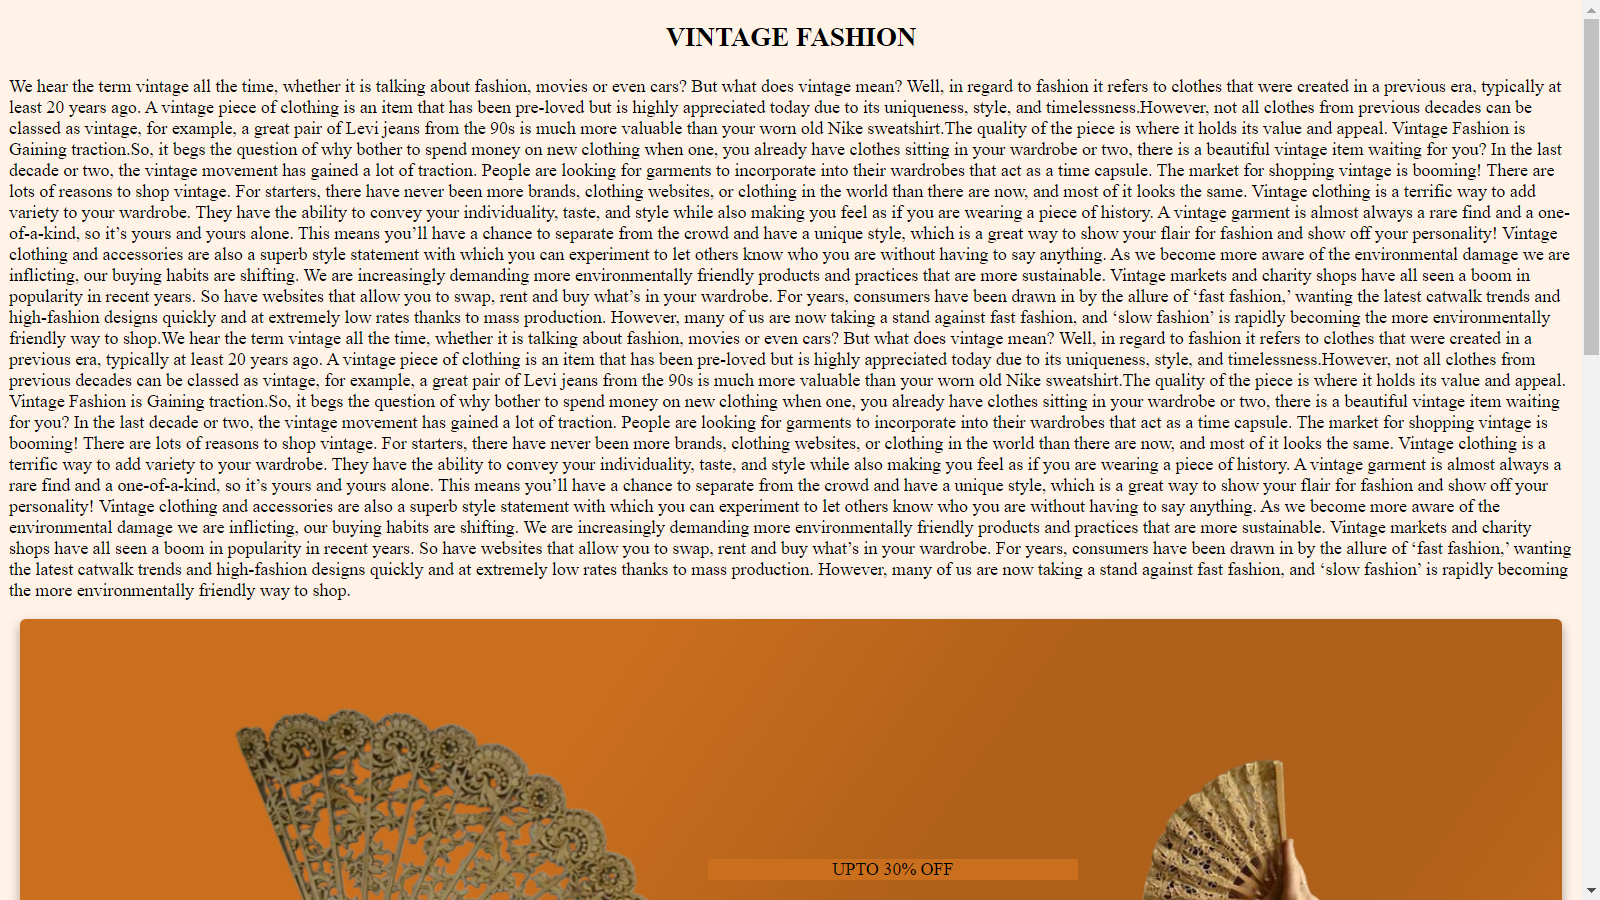 VINTAGE FASHION
We hear the term vintage all the time, whether it is talking about fashion, movies or even cars? But what does vintage mean? Well, in regard to fashion it refers to clothes that were created in a previous era, typically at
least 20 years ago. A vintage piece of clothing is an item that has been pre-loved but is highly appreciated today due to its uniqueness, style, and timelessness.However, not all clothes from previous decades can be
classed as vintage, for example, a great pair of Levi jeans from the 90s is much more valuable than your worn old Nike sweatshirt.The quality of the piece is where it holds its value and appeal. Vintage Fashion is
Gaining traction.So, it begs the question of why bother to spend money on new clothing when one, you already have clothes sitting in your wardrobe or two, there is a beautiful vintage item waiting for you? In the last
decade or two, the vintage movement has gained a lot of traction. People are looking for garments to incorporate into their wardrobes that act as a time capsule. The market for shopping vintage is booming! There are
lots of reasons to shop vintage. For starters, there have never been more brands, clothing websites, or clothing in the world than there are now, and most of it looks the same. Vintage clothing is a terrific way to add
variety to your wardrobe. They have the ability to convey your individuality, taste, and style while also making you feel as if you are wearing a piece of history. A vintage garment is almost always a rare find and a one-
of-a-kind, so it’s yours and yours alone. This means you’ll have a chance to separate from the crowd and have a unique style, which is a great way to show your flair for fashion and show off your personality! Vintage
clothing and accessories are also a superb style statement with which you can experiment to let others know who you are without having to say anything. As we become more aware of the environmental damage we are
inflicting, our buying habits are shifting. We are increasingly demanding more environmentally friendly products and practices that are more sustainable. Vintage markets and charity shops have all seen a boom in
popularity in recent years. So have websites that allow you to swap, rent and buy what’s in your wardrobe. For years, consumers have been drawn in by the allure of ‘fast fashion,’ wanting the latest catwalk trends and
high-fashion designs quickly and at extremely low rates thanks to mass production. However, many of us are now taking a stand against fast fashion, and ‘slow fashion’ is rapidly becoming the more environmentally
friendly way to shop.We hear the term vintage all the time, whether it is talking about fashion, movies or even cars? But what does vintage mean? Well, in regard to fashion it refers to clothes that were created in a
previous era, typically at least 20 years ago. A vintage piece of clothing is an item that has been pre-loved but is highly appreciated today due to its uniqueness, style, and timelessness.However, not all clothes from
previous decades can be classed as vintage, for example, a great pair of Levi jeans from the 90s is much more valuable than your worn old Nike sweatshirt.The quality of the piece is where it holds its value and appeal.
Vintage Fashion is Gaining traction.So, it begs the question of why bother to spend money on new clothing when one, you already have clothes sitting in your wardrobe or two, there is a beautiful vintage item waiting
for you? In the last decade or two, the vintage movement has gained a lot of traction. People are looking for garments to incorporate into their wardrobes that act as a time capsule. The market for shopping vintage is
booming! There are lots of reasons to shop vintage. For starters, there have never been more brands, clothing websites, or clothing in the world than there are now, and most of it looks the same. Vintage clothing is a
terrific way to add variety to your wardrobe. They have the ability to convey your individuality, taste, and style while also making you feel as if you are wearing a piece of history. A vintage garment is almost always a
rare find and a one-of-a-kind, so it’s yours and yours alone. This means you’ll have a chance to separate from the crowd and have a unique style, which is a great way to show your flair for fashion and show off your
personality! Vintage clothing and accessories are also a superb style statement with which you can experiment to let others know who you are without having to say anything. As we become more aware of the
environmental damage we are inflicting, our buying habits are shifting. We are increasingly demanding more environmentally friendly products and practices that are more sustainable. Vintage markets and charity
shops have all seen a boom in popularity in recent years. So have websites that allow you to swap, rent and buy what’s in your wardrobe. For years, consumers have been drawn in by the allure of ‘fast fashion,’ wanting
the latest catwalk trends and high-fashion designs quickly and at extremely low rates thanks to mass production. However, many of us are now taking a stand against fast fashion, and ‘slow fashion’ is rapidly becoming
the more environmentally friendly way to shop.
UPTO 30% OFF